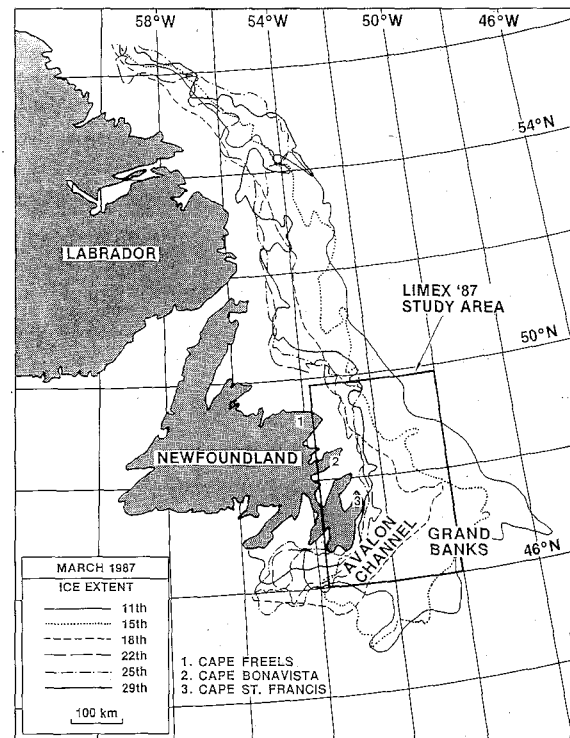 58°W 54° 50° 46°W
54°N
LABRADOR
LIMEX '87
STUDY AREA
50°N
1
NEWFOUNDLAND
2
3
AVALON
CHANNEL
GRAND
BANKS
46°N
MARCH 1987
ICE EXTENT
11th
15th
18th
22th
25th
29th
100 km
1. CAPE FREELS
2. CAPE BONAVISTA
3. CAPE ST. FRANCIS